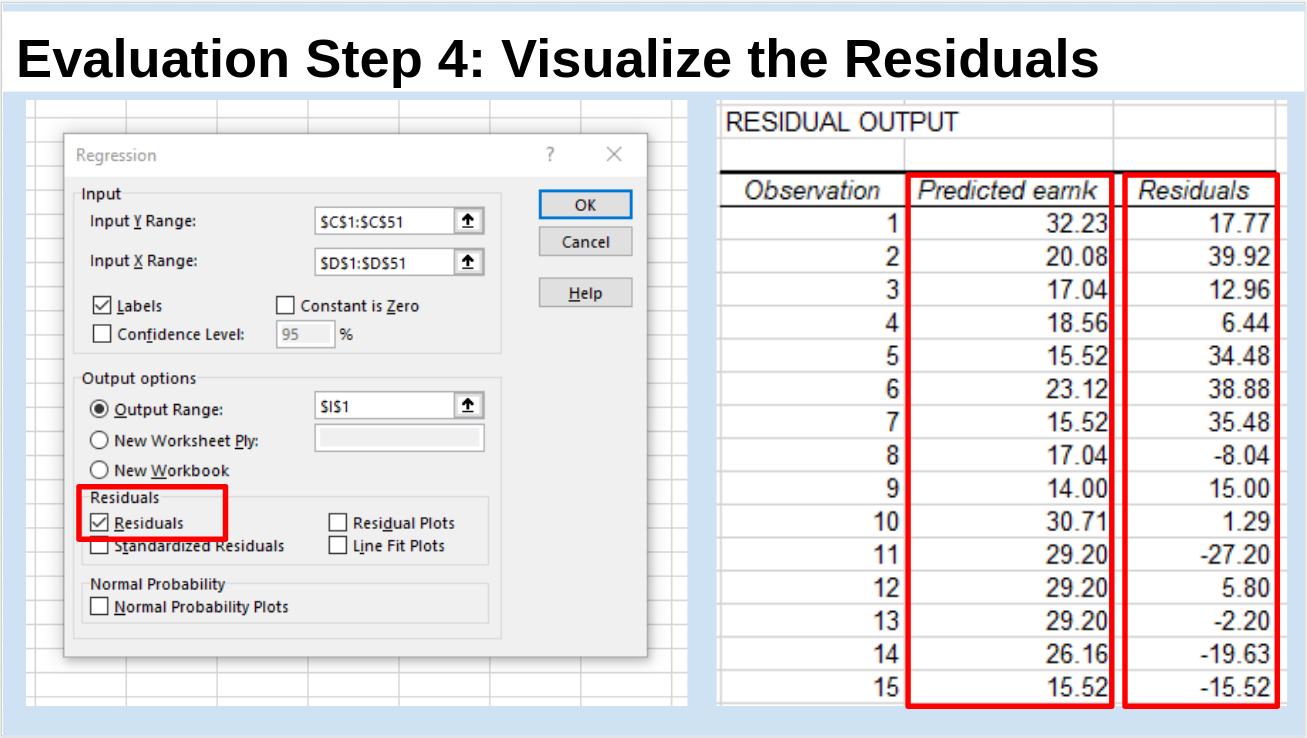 Evaluation Step 4: Visualize the Residuals
Regression ?
Input
Input Y Range: $C$1:$C$51
Input X Range: $D$1:$D$51
Labels Constant is Zero
Confidence Level: 95 %
OK
Cancel
Help
Output options
Output Range: $I$1
New Worksheet Ply:
New Workbook
Residuals
Residuals Residual Plots
Standardized Residuals Line Fit Plots
Normal Probability
Normal Probability Plots
RESIDUAL OUTPUT
Observation Predicted earnk Residuals
1 32.23 17.77
2 20.08 39.92
3 17.04 12.96
4 18.56 6.44
5 15.52 34.48
6 23.12 38.88
7 15.52 35.48
8 17.04 -8.04
9 14.00 15.00
10 30.71 1.29
11 29.20 -27.20
12 29.20 5.80
13 29.20 -2.20
14 26.16 -19.63
15 15.52 -15.52